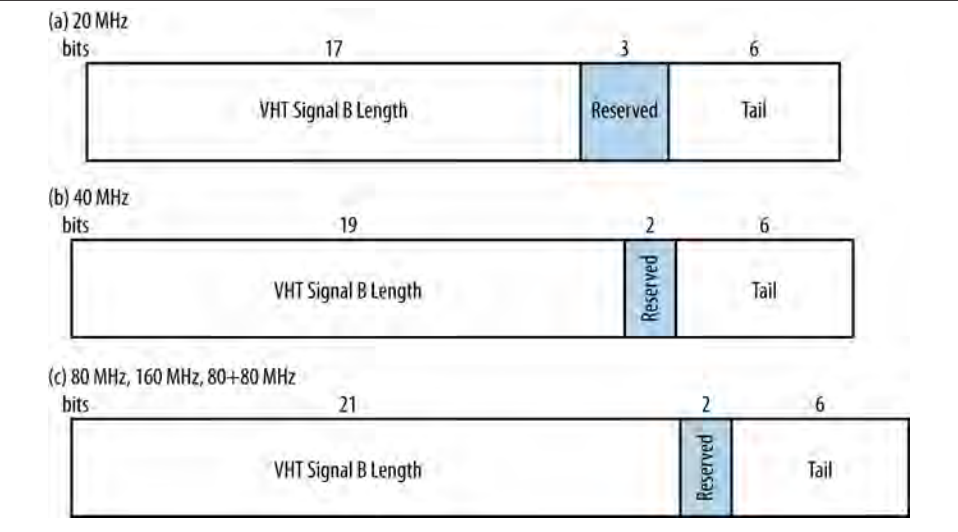 (a) 20 MHz
bits 17 3 6
VHT Signal B Length Reserved Tail
(b) 40 MHz
bits 19 2 6
VHT Signal B Length Reserved Tail
(c) 80 MHz, 160 MHz, 80+80 MHz
bits 21 2 6
VHT Signal B Length Reserved Tail